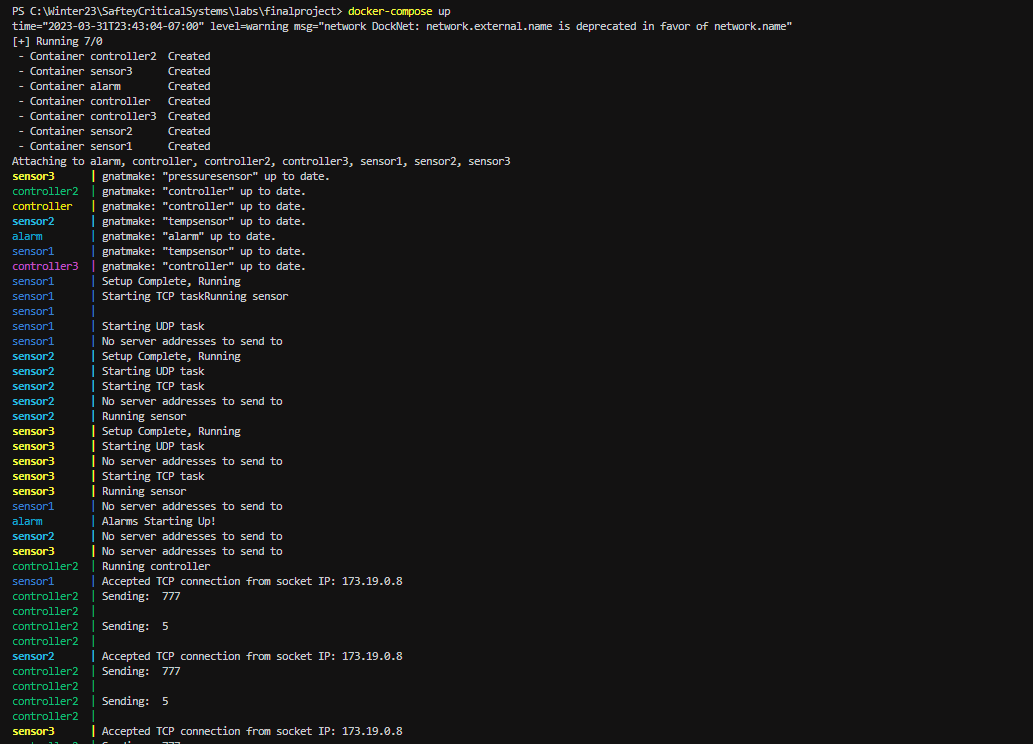 PS C:\Winter23\SafteyCriticalSystems\labs\finalproject> docker-compose up
time="2023-03-31T23:43:04-07:00" level=warning msg="network DockNet: network.external.name is deprecated in favor of network.name"
[+] Running 7/0
- Container controller2  Created
- Container sensor3      Created
- Container alarm        Created
- Container controller   Created
- Container controller3  Created
- Container sensor2      Created
- Container sensor1      Created
Attaching to alarm, controller, controller2, controller3, sensor1, sensor2, sensor3
sensor3      | gnatmake: "pressuresensor" up to date.
controller2  | gnatmake: "controller" up to date.
controller   | gnatmake: "controller" up to date.
sensor2      | gnatmake: "tempsensor" up to date.
alarm        | gnatmake: "alarm" up to date.
sensor1      | gnatmake: "tempsensor" up to date.
controller3  | gnatmake: "controller" up to date.
sensor1      | Setup Complete, Running
sensor1      | Starting TCP taskRunning sensor
sensor1      |
sensor1      | Starting UDP task
sensor1      | No server addresses to send to
sensor2      | Setup Complete, Running
sensor2      | Starting UDP task
sensor2      | Starting TCP task
sensor2      | No server addresses to send to
sensor2      | Running sensor
sensor3      | Setup Complete, Running
sensor3      | Starting UDP task
sensor3      | No server addresses to send to
sensor3      | Starting TCP task
sensor3      | Running sensor
sensor1      | No server addresses to send to
alarm        | Alarms Starting Up!
sensor2      | No server addresses to send to
sensor3      | No server addresses to send to
controller2  | Running controller
sensor1      | Accepted TCP connection from socket IP: 173.19.0.8
controller2  | Sending:  777
controller2  |
controller2  | Sending:  5
controller2  |
sensor2      | Accepted TCP connection from socket IP: 173.19.0.8
controller2  | Sending:  777
controller2  |
controller2  | Sending:  5
controller2  |
sensor3      | Accepted TCP connection from socket IP: 173.19.0.8